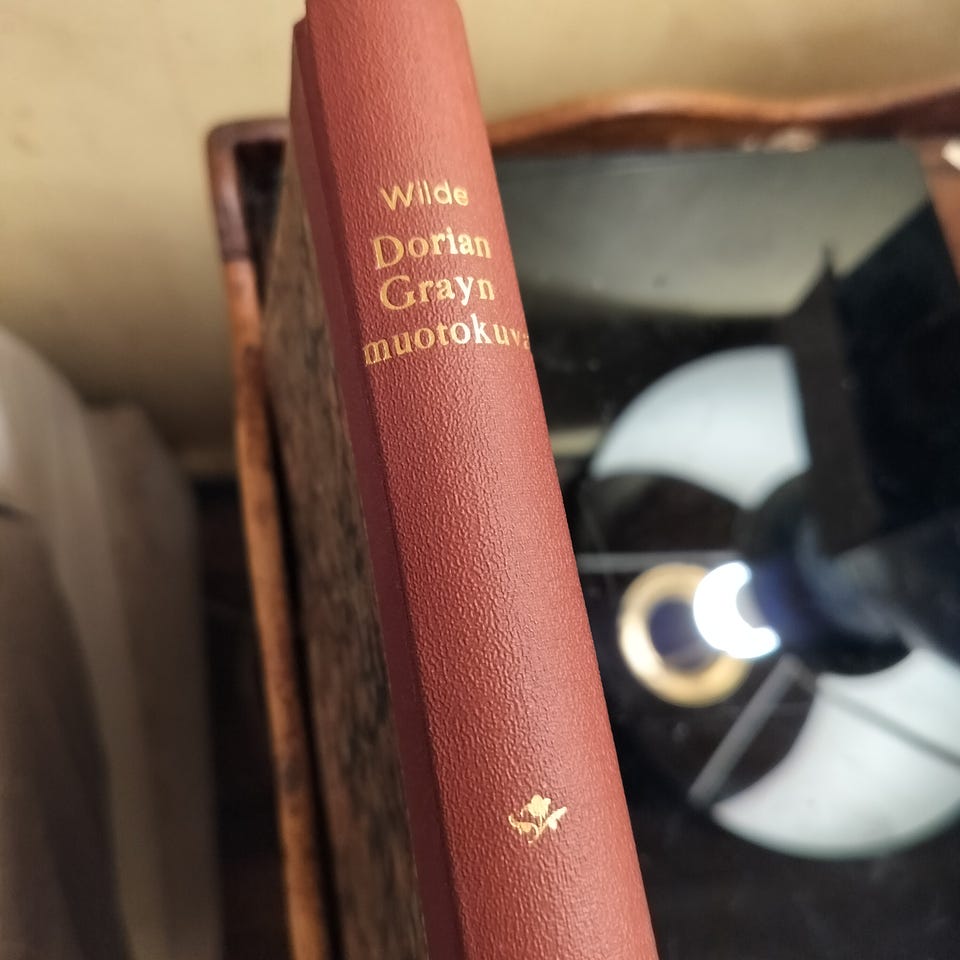 Wilde
Dorian
Grayn
muotokuva